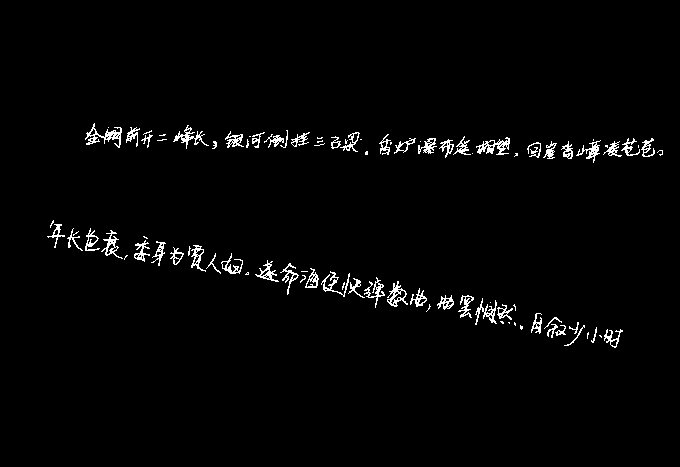 金阙前开二峰长，银河倒挂三石梁。香炉瀑布遥相望，回崖沓嶂凌苍苍。
年长色衰，委身为贾人妇。遂命酒使快弹数曲，曲罢悯然。自叙少小时